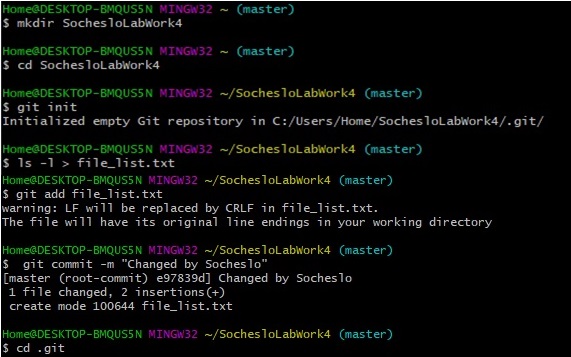 Home@DESKTOP-BMQUS5N MINGW32 ~ (master)
$ mkdir SochesloLabWork4
Home@DESKTOP-BMQUS5N MINGW32 ~ (master)
$ cd SochesloLabWork4
Home@DESKTOP-BMQUS5N MINGW32 ~/SochesloLabWork4 (master)
$ git init
Initialized empty Git repository in C:/Users/Home/SochesloLabWork4/.git/
Home@DESKTOP-BMQUS5N MINGW32 ~/SochesloLabWork4 (master)
$ ls -l > file_list.txt
Home@DESKTOP-BMQUS5N MINGW32 ~/SochesloLabWork4 (master)
$ git add file_list.txt
warning: LF will be replaced by CRLF in file_list.txt.
The file will have its original line endings in your working directory
Home@DESKTOP-BMQUS5N MINGW32 ~/SochesloLabWork4 (master)
$  git commit -m "Changed by Socheslo"
[master (root-commit) e97839d] Changed by Socheslo
 1 file changed, 2 insertions(+)
 create mode 100644 file_list.txt
Home@DESKTOP-BMQUS5N MINGW32 ~/SochesloLabWork4 (master)
$ cd .git